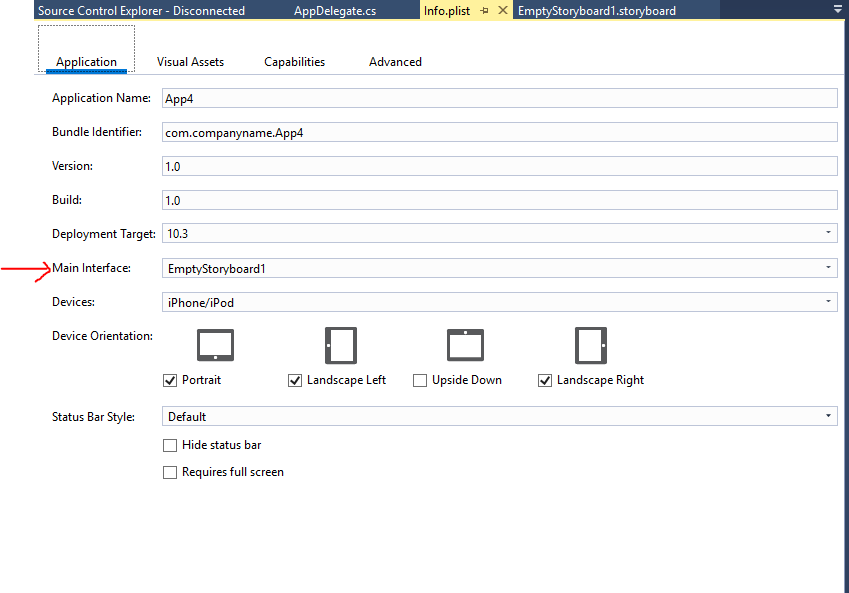 Source Control Explorer - Disconnected AppDelegate.cs Info.plist EmptyStoryboard1.storyboard
Application Visual Assets Capabilities Advanced
Application Name: App4
Bundle Identifier: com.companyname.App4
Version: 1.0
Build: 1.0
Deployment Target: 10.3
Main Interface: EmptyStoryboard1
Devices: iPhone/iPod
Device Orientation:
Portrait Landscape Left Upside Down Landscape Right
Status Bar Style: Default
Hide status bar
Requires full screen